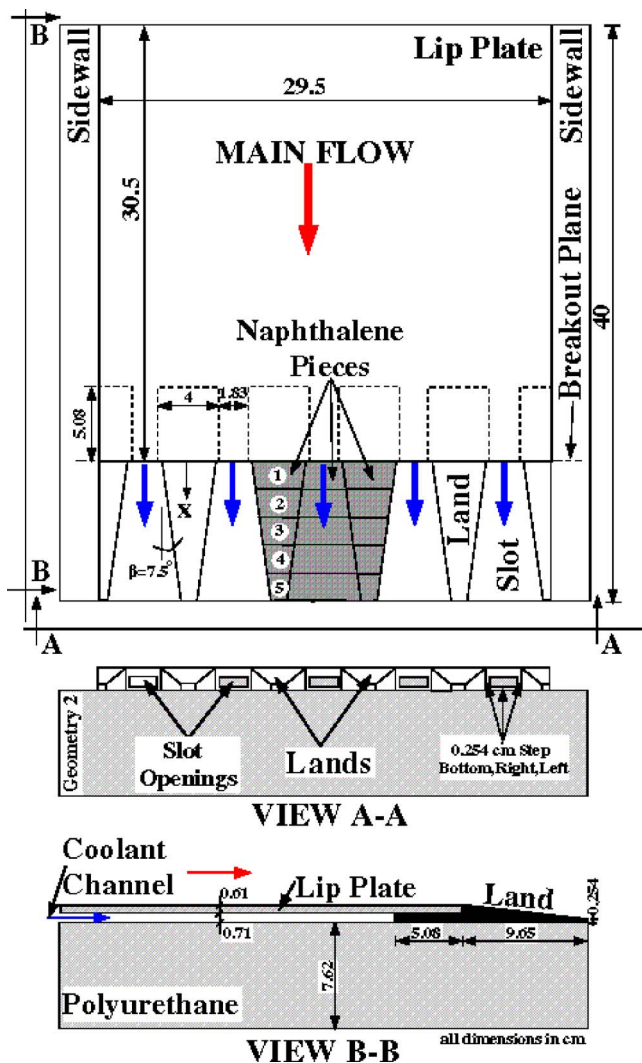 B
Sidewall
Lip Plate
Sidewall
29.5
MAIN FLOW
30.5
Breakout Plane
40
Naphthalene
Pieces
5.08
4
1.83
1
2
3
4
5
X
β=7.5°
Land
Slot
B
A
A
Geometry 2
Slot
Openings
Lands
0.254 cm Step
Bottom,Right,Left
VIEW A-A
Coolant
Channel
0.61
Lip Plate
Land
0.254
0.71
5.08
9.65
7.62
Polyurethane
VIEW B-B
all dimensions in cm